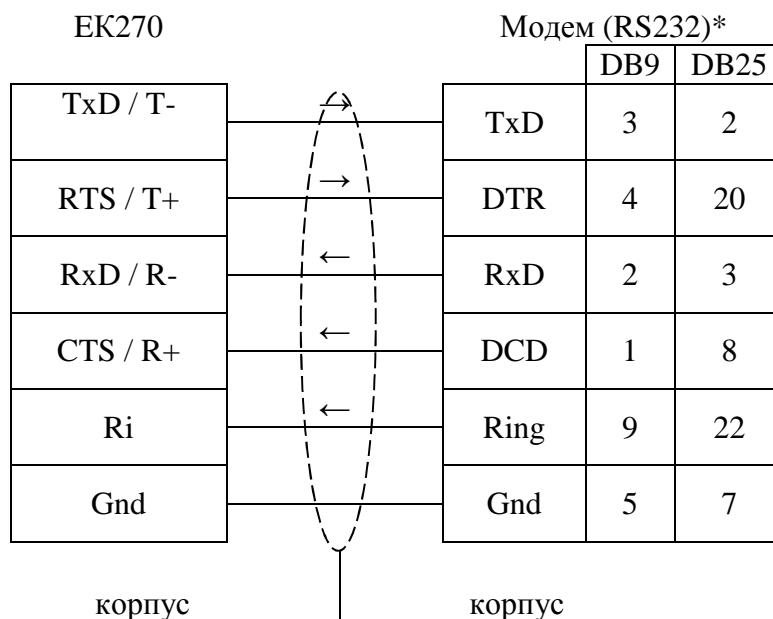 ЕК270 Модем (RS232)*
DB9 DB25
TxD / T- → TxD 3 2
RTS / T+ → DTR 4 20
RxD / R- ← RxD 2 3
CTS / R+ ← DCD 1 8
Ri ← Ring 9 22
Gnd Gnd 5 7
корпус корпус